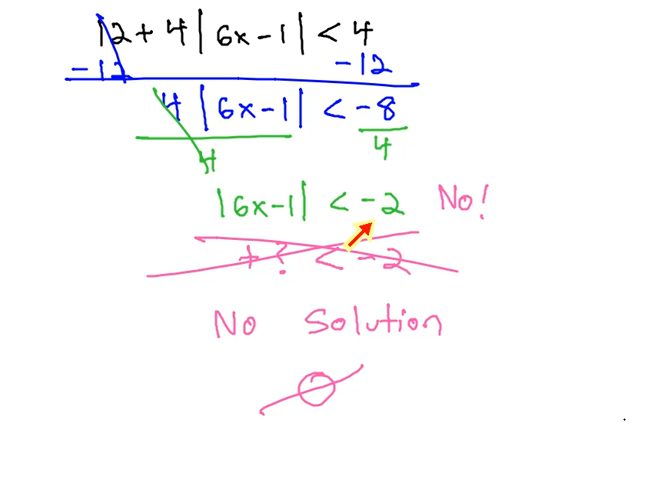 12 + 4|6x-1| < 4
-12 -12
4|6x-1| < -8
4 4
|6x-1| < -2 No!
+? < -2
No Solution
∅